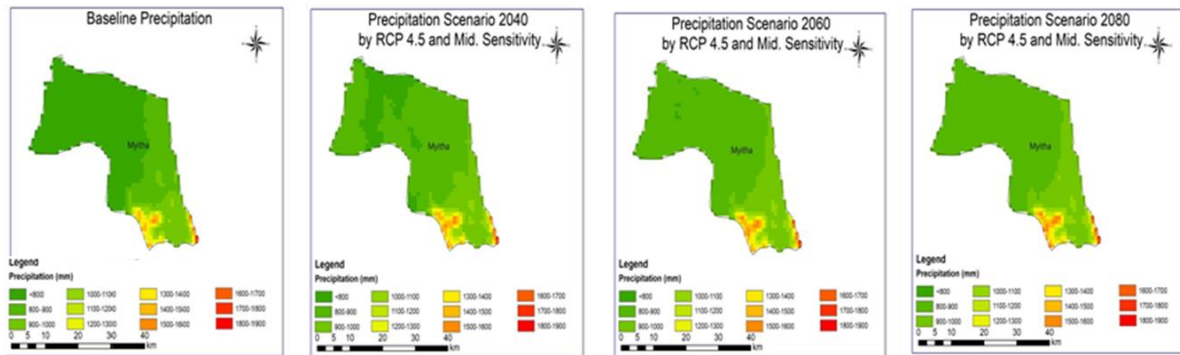 Baseline Precipitation
Myitha
Legend
Precipitation (mm)
<800 1000-1100 1300-1400 1600-1700
800-900 1100-1200 1400-1500 1700-1800
900-1000 1200-1300 1500-1600 1800-1900
0 5 10 20 30 40
km
Precipitation Scenario 2040
by RCP 4.5 and Mid. Sensitivity
Myitha
Legend
Precipitation (mm)
<800 1000-1100 1300-1400 1600-1700
800-900 1100-1200 1400-1500 1700-1800
900-1000 1200-1300 1500-1600 1800-1900
0 5 10 20 30 40
km
Precipitation Scenario 2060
by RCP 4.5 and Mid. Sensitivity
Myitha
Legend
Precipitation (mm)
<800 1000-1100 1300-1400 1600-1700
800-900 1100-1200 1400-1500 1700-1800
900-1000 1200-1300 1500-1600 1800-1900
0 5 10 20 30 40
km
Precipitation Scenario 2080
by RCP 4.5 and Mid. Sensitivity
Myitha
Legend
Precipitation (mm)
<800 1000-1100 1300-1400 1600-1700
800-900 1100-1200 1400-1500 1700-1800
900-1000 1200-1300 1500-1600 1800-1900
0 5 10 20 30 40
km